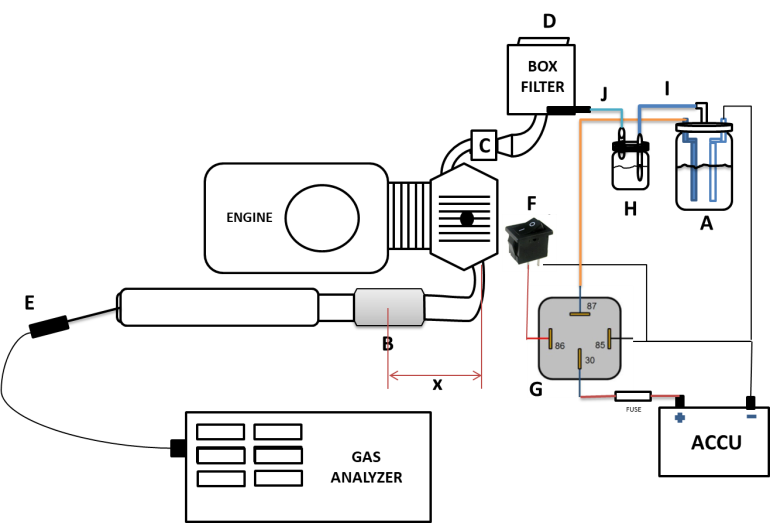 D
BOX
FILTER
J
I
C
H
A
ENGINE
F
E
B
x
87
86
85
30
G
FUSE
+
−
ACCU
GAS
ANALYZER